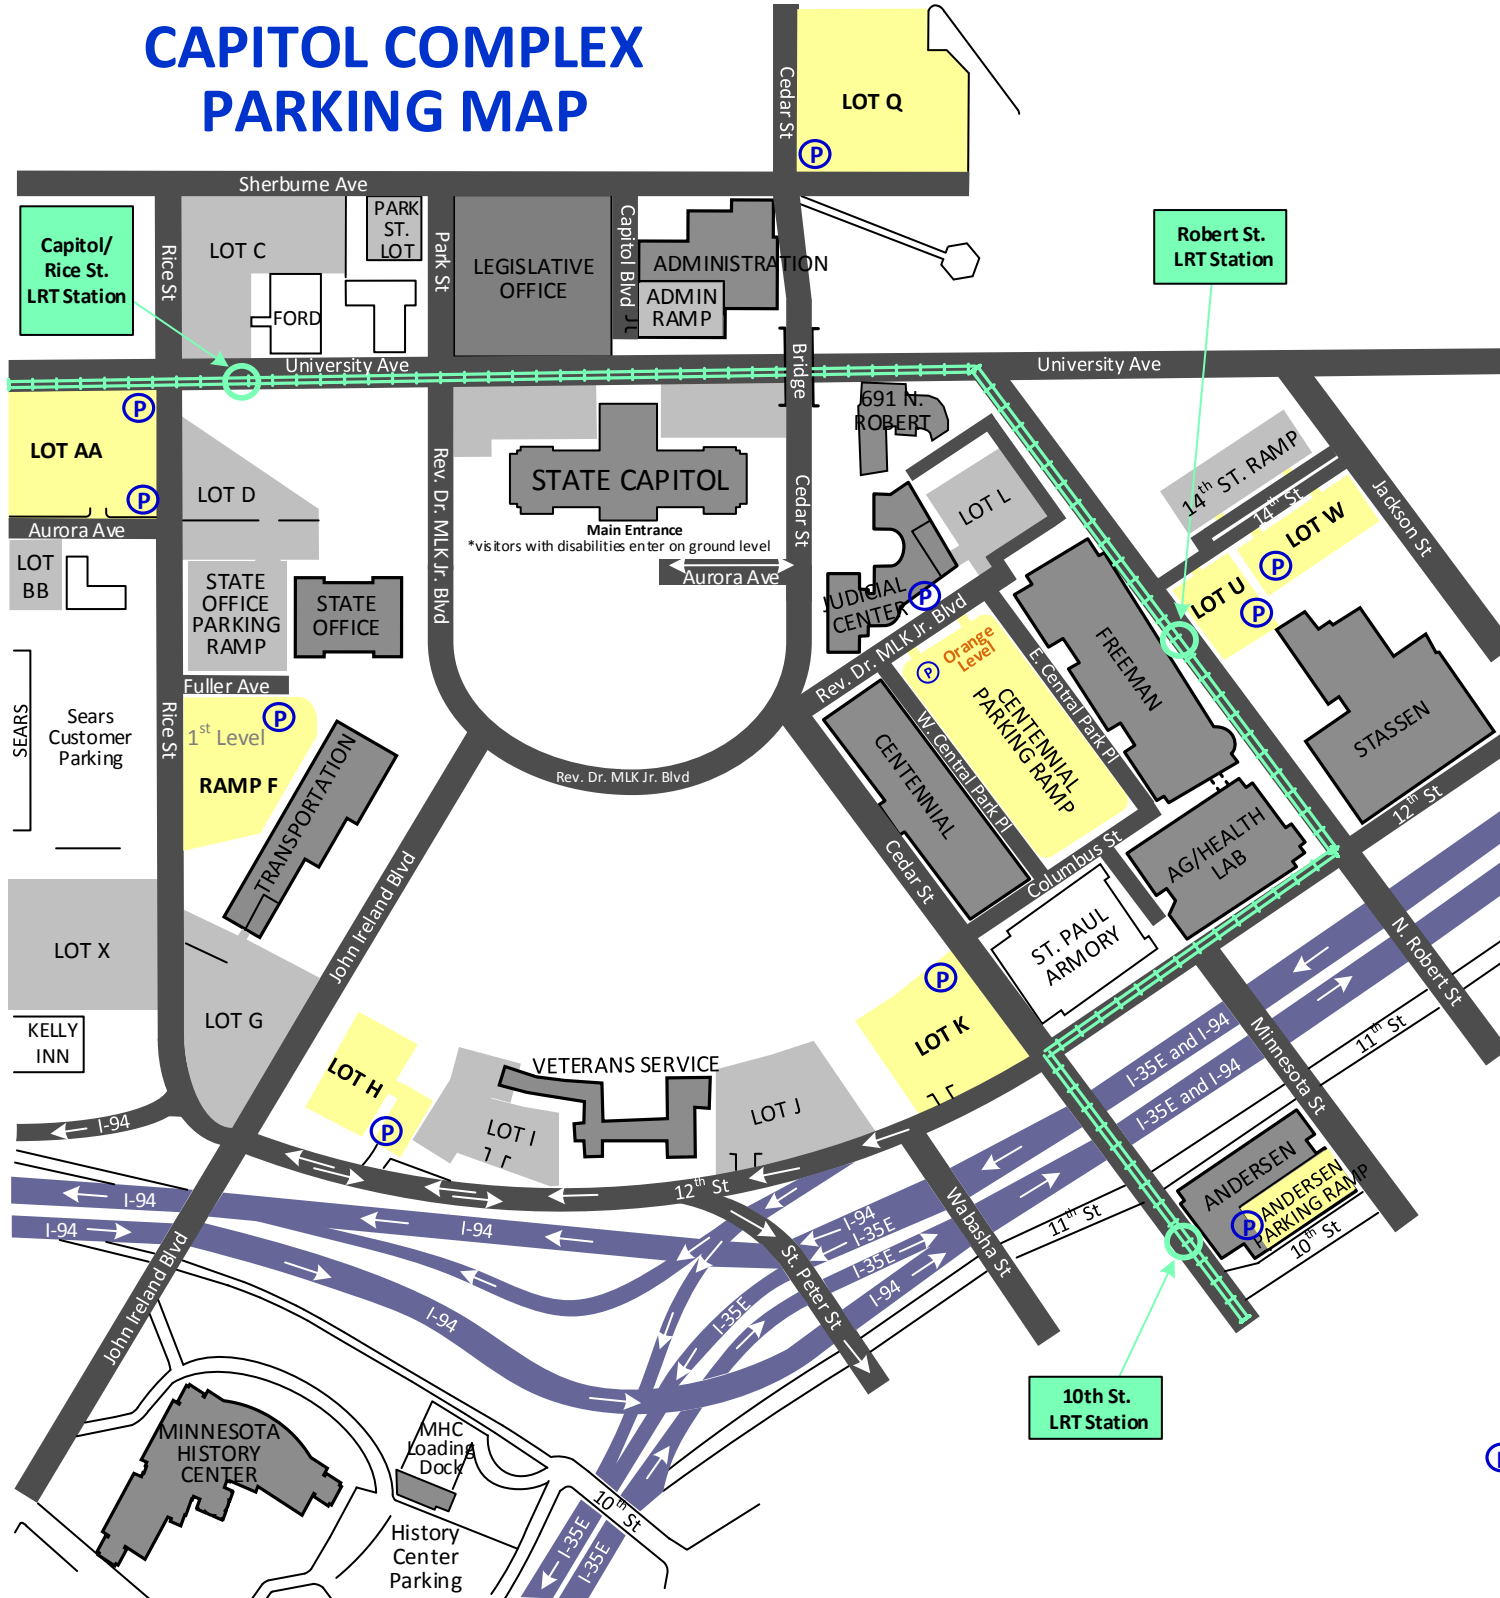 CAPITOL COMPLEX
PARKING MAP
Cedar St
LOT Q
P
Sherburne Ave
Capitol/
Rice St.
LRT Station
Rice St
LOT C
PARK
ST.
LOT
FORD
Park St
LEGISLATIVE
OFFICE
Capitol Blvd
ADMINISTRATION
ADMIN
RAMP
Robert St.
LRT Station
University Ave
Bridge
University Ave
P
LOT AA
P
Aurora Ave
LOT
BB
LOT D
STATE
OFFICE
PARKING
RAMP
STATE
OFFICE
Rev. Dr. MLK Jr. Blvd
STATE CAPITOL
Main Entrance
*visitors with disabilities enter on ground level
Aurora Ave
Cedar St
691 N.
ROBERT
LOT L
JUDICIAL
CENTER
P
Rev. Dr. MLK Jr. Blvd
14th ST. RAMP
14th St
LOT W
P
LOT U
P
Jackson St
Fuller Ave
SEARS
Sears
Customer
Parking
Rice St
1st Level
P
RAMP F
TRANSPORTATION
Rev. Dr. MLK Jr. Blvd
Orange
Level
P
CENTENNIAL
PARKING RAMP
E. Central Park Pl
W. Central Park Pl
CENTENNIAL
FREEMAN
STASSEN
12th St
Columbus St
AG/HEALTH
LAB
Cedar St
ST. PAUL
ARMORY
N. Robert St
John Ireland Blvd
LOT X
LOT G
KELLY
INN
LOT H
P
VETERANS SERVICE
LOT I
LOT J
P
LOT K
I-35E and I-94
I-35E and I-94
Minnesota St
11th St
I-94
12th St
I-94
I-94
I-94
I-94
I-94
I-35E
I-35E
I-94
I-35E
St. Peter St
Wabasha St
11th St
ANDERSEN
P
ANDERSEN
PARKING RAMP
10th St
John Ireland Blvd
10th St.
LRT Station
MINNESOTA
HISTORY
CENTER
MHC
Loading
Dock
History
Center
Parking
10th St
I-35E
I-35E